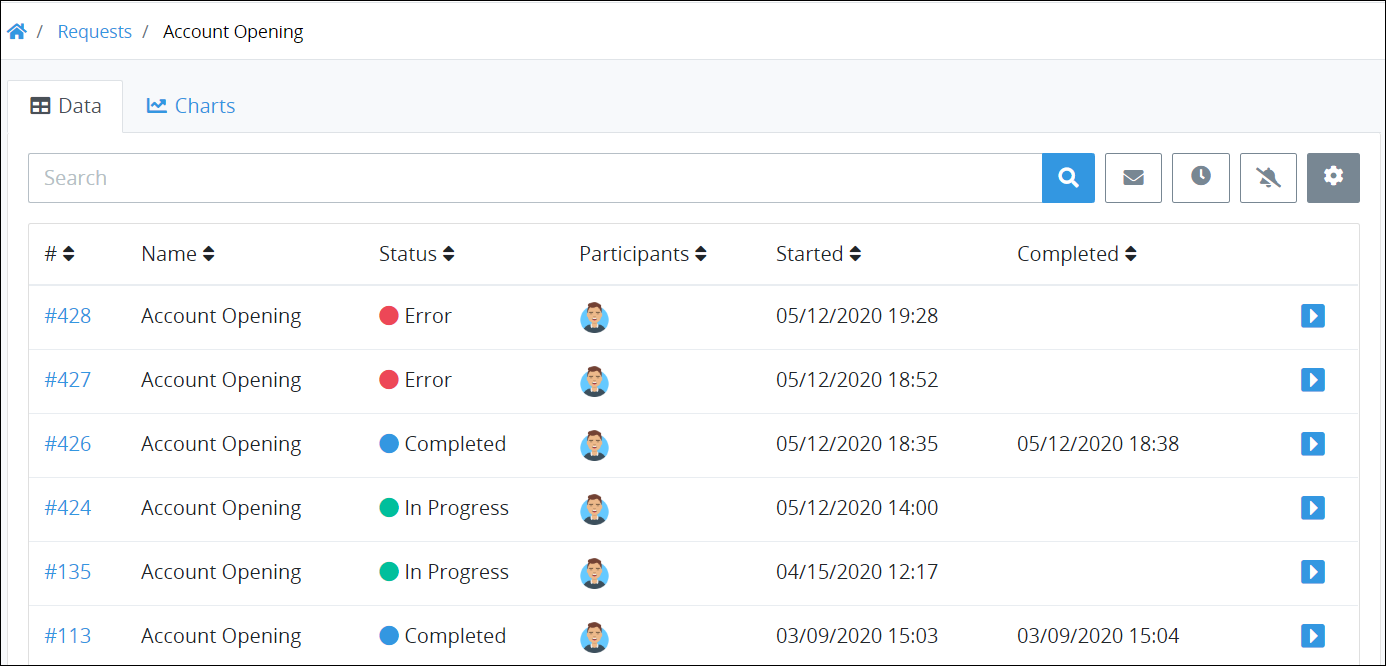 / Requests / Account Opening
Data Charts
Search
# Name Status Participants Started Completed
#428 Account Opening Error 05/12/2020 19:28
#427 Account Opening Error 05/12/2020 18:52
#426 Account Opening Completed 05/12/2020 18:35 05/12/2020 18:38
#424 Account Opening In Progress 05/12/2020 14:00
#135 Account Opening In Progress 04/15/2020 12:17
#113 Account Opening Completed 03/09/2020 15:03 03/09/2020 15:04